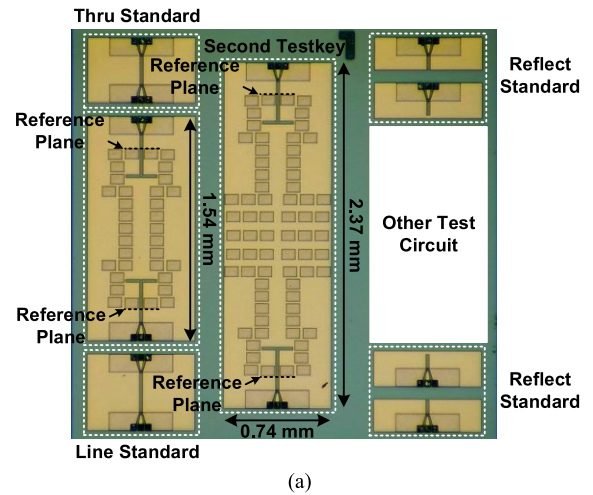 Thru Standard
Second Testkey
Reference
Plane
Reflect
Standard
Reference
Plane
1.54 mm
2.37 mm
Other Test
Circuit
Reference
Plane
Reference
Plane
Reflect
Standard
0.74 mm
Line Standard
(a)